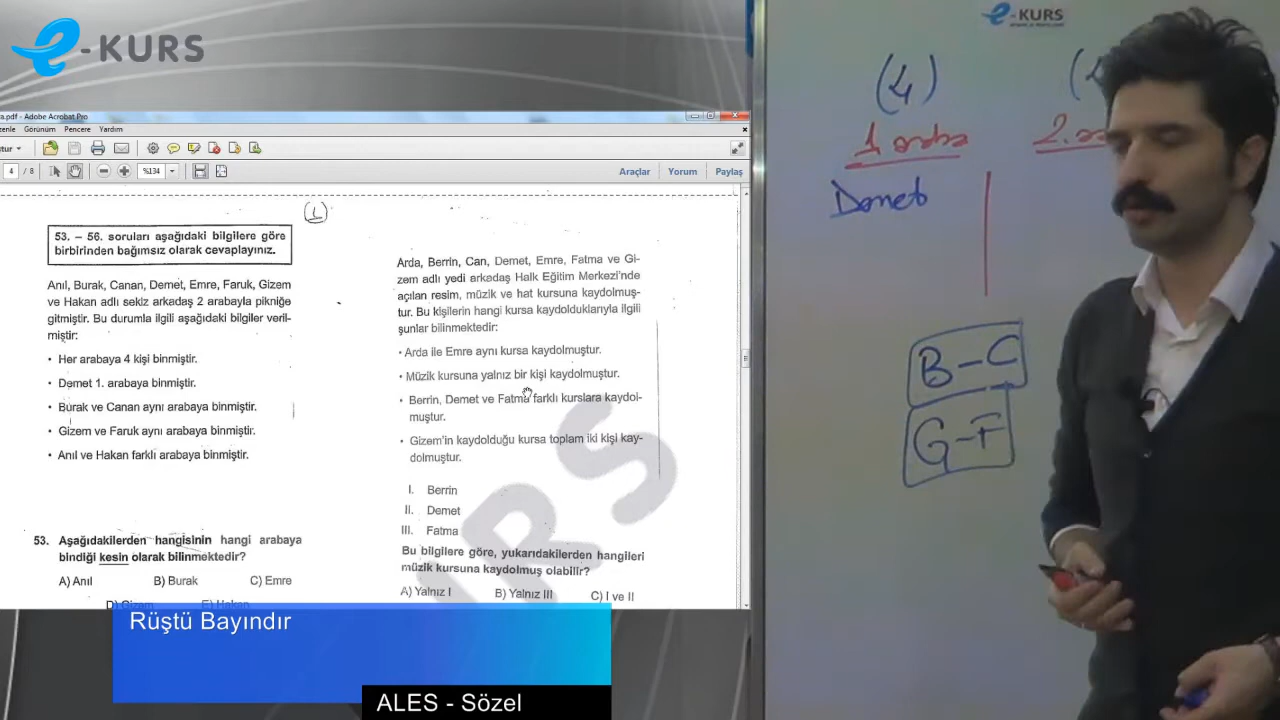 e-KURS
a.pdf - Adobe Acrobat Pro
zenle Görünüm Pencere Yardım
4 / 8
%134
Araçlar Yorum Paylaş
53. – 56. soruları aşağıdaki bilgilere göre
birbirinden bağımsız olarak cevaplayınız.
Anıl, Burak, Canan, Demet, Emre, Faruk, Gizem
ve Hakan adlı sekiz arkadaş 2 arabayla pikniğe
gitmiştir. Bu durumla ilgili aşağıdaki bilgiler veril-
miştir:
• Her arabaya 4 kişi binmiştir.
• Demet 1. arabaya binmiştir.
• Burak ve Canan aynı arabaya binmiştir.
• Gizem ve Faruk aynı arabaya binmiştir.
• Anıl ve Hakan farklı arabaya binmiştir.
53. Aşağıdakilerden hangisinin hangi arabaya
bindiği kesin olarak bilinmektedir?
A) Anıl B) Burak C) Emre
D) Gizem E) Hakan
Arda, Berrin, Can, Demet, Emre, Fatma ve Gi-
zem adlı yedi arkadaş Halk Eğitim Merkezi'nde
açılan resim, müzik ve hat kursuna kaydolmuş-
tur. Bu kişilerin hangi kursa kaydolduklarıyla ilgili
şunlar bilinmektedir:
• Arda ile Emre aynı kursa kaydolmuştur.
• Müzik kursuna yalnız bir kişi kaydolmuştur.
• Berrin, Demet ve Fatma farklı kurslara kaydol-
muştur.
• Gizem'in kaydolduğu kursa toplam iki kişi kay-
dolmuştur.
I. Berrin
II. Demet
III. Fatma
Bu bilgilere göre, yukarıdakilerden hangileri
müzik kursuna kaydolmuş olabilir?
A) Yalnız I B) Yalnız III C) I ve II
URS
Rüştü Bayındır
ALES - Sözel
e-KURS
(4)
1. araba 2.
Demet
B-C
G-F